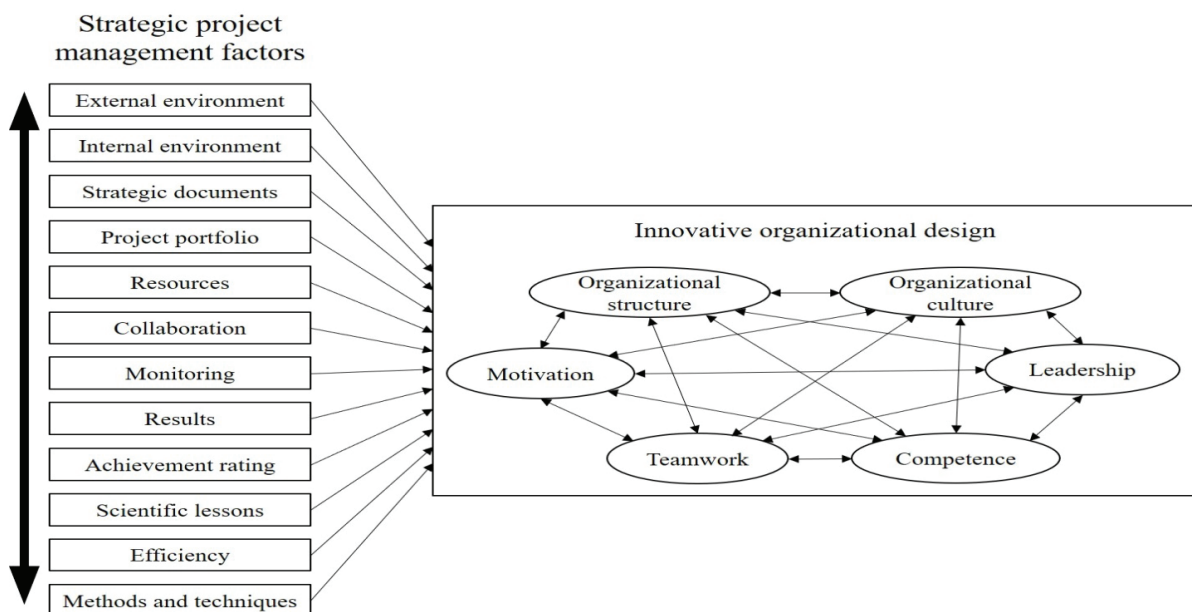 Strategic project
management factors
External environment
Internal environment
Strategic documents
Project portfolio
Resources
Collaboration
Monitoring
Results
Achievement rating
Scientific lessons
Efficiency
Methods and techniques
Innovative organizational design
Organizational
structure
Organizational
culture
Motivation
Leadership
Teamwork
Competence